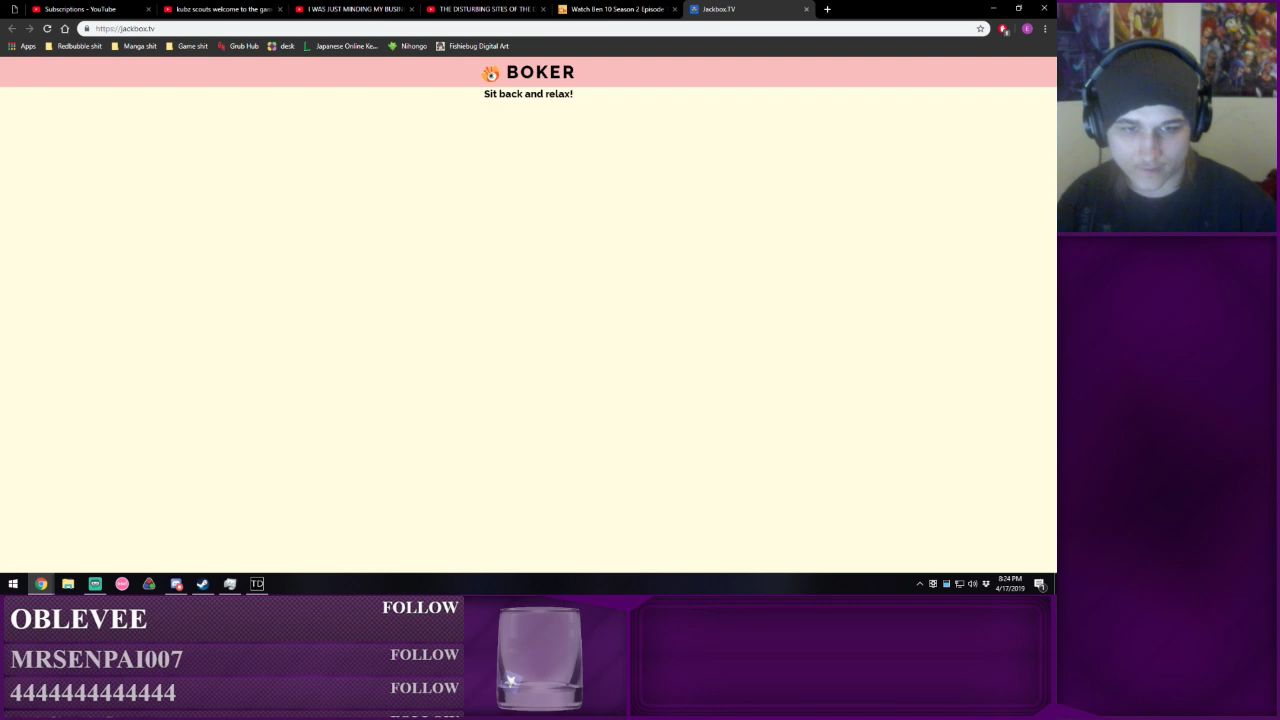 Subscriptions - YouTube
kubz scouts welcome to the gam
I WAS JUST MINDING MY BUSIN
THE DISTURBING SITES OF THE
Watch Ben 10 Season 2 Episode
Jackbox.TV
https://jackbox.tv
Apps
Redbubble shit
Manga shit
Game shit
Grub Hub
desk
Japanese Online Ke...
Nihongo
Fishiebug Digital Art
BOKER
Sit back and relax!
TD
8:24 PM
4/17/2019
OBLEVEE FOLLOW
MRSENPAI007 FOLLOW
4444444444444 FOLLOW